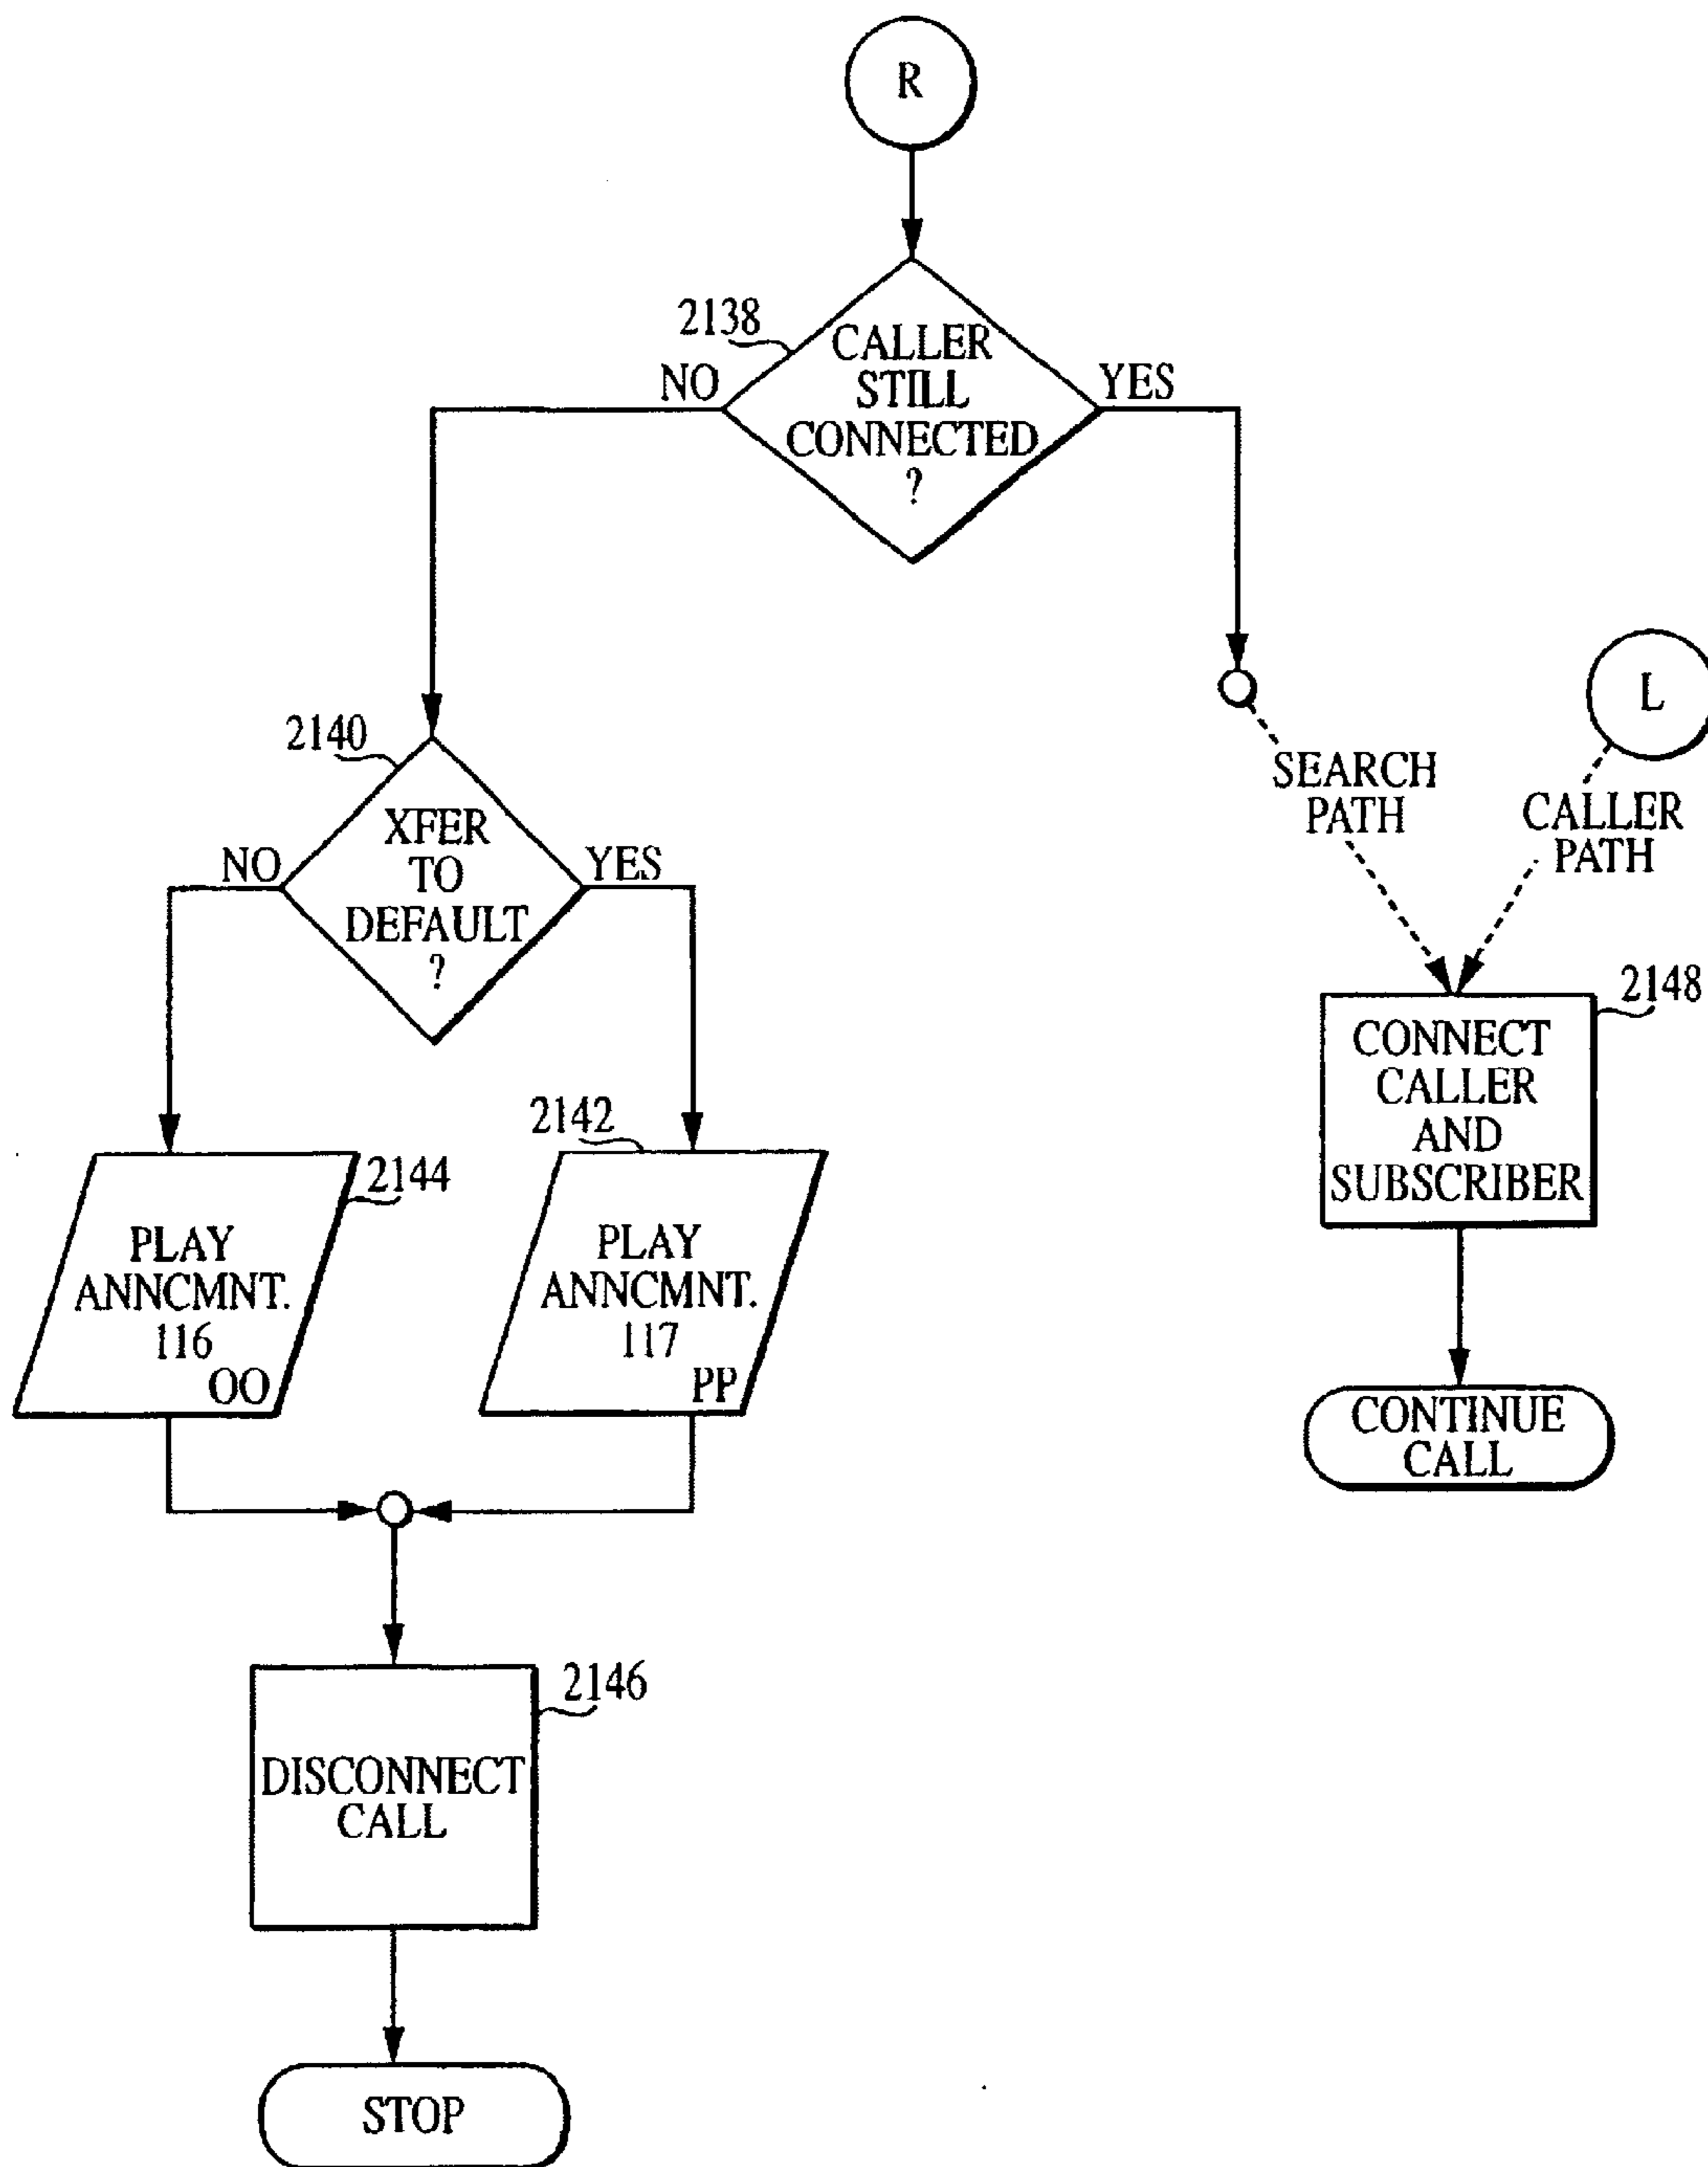 R
2138
CALLER
STILL
CONNECTED
?
NO
YES
L
SEARCH
PATH
CALLER
PATH
2140
XFER
TO
DEFAULT
?
NO
YES
2148
CONNECT
CALLER
AND
SUBSCRIBER
2144
PLAY
ANNCMNT.
116
OO
2142
PLAY
ANNCMNT.
117
PP
CONTINUE
CALL
2146
DISCONNECT
CALL
STOP